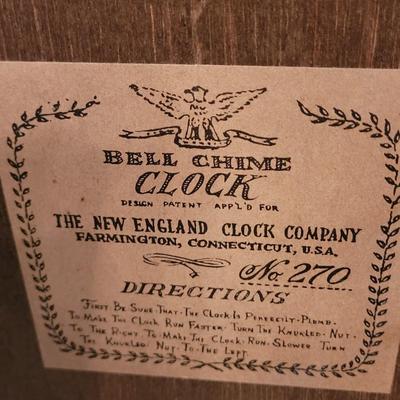 BELL CHIME
CLOCK
DESIGN PATENT APP'L'D FOR
THE NEW ENGLAND CLOCK COMPANY
FARMINGTON, CONNECTICUT, U.S.A.
No. 270
DIRECTIONS
FIRST BE SURE THAT THE CLOCK IS PERFECTLY PLUMB.
TO MAKE THE CLOCK RUN FASTER TURN THE KNURLED NUT
TO THE RIGHT. TO MAKE THE CLOCK RUN SLOWER TURN
THE KNURLED NUT TO THE LEFT.